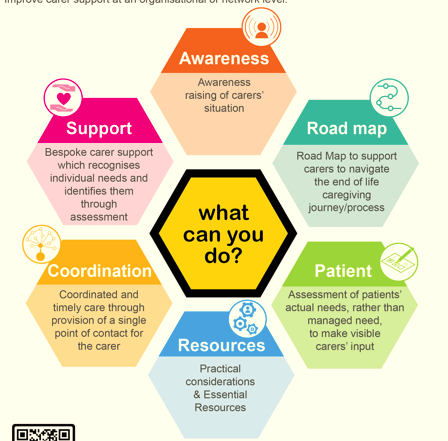 improve carer support at an organisational or network level.
Awareness
Awareness
raising of carers'
situation
Support
Bespoke carer support
which recognises
individual needs and
identifies them
through
assessment
Road map
Road Map to support
carers to navigate
the end of life
caregiving
journey/process
what
can you
do?
Coordination
Coordinated and
timely care through
provision of a single
point of contact for
the carer
Patient
Assessment of patients'
actual needs, rather than
managed need,
to make visible
carers' input
Resources
Practical
considerations
& Essential
Resources